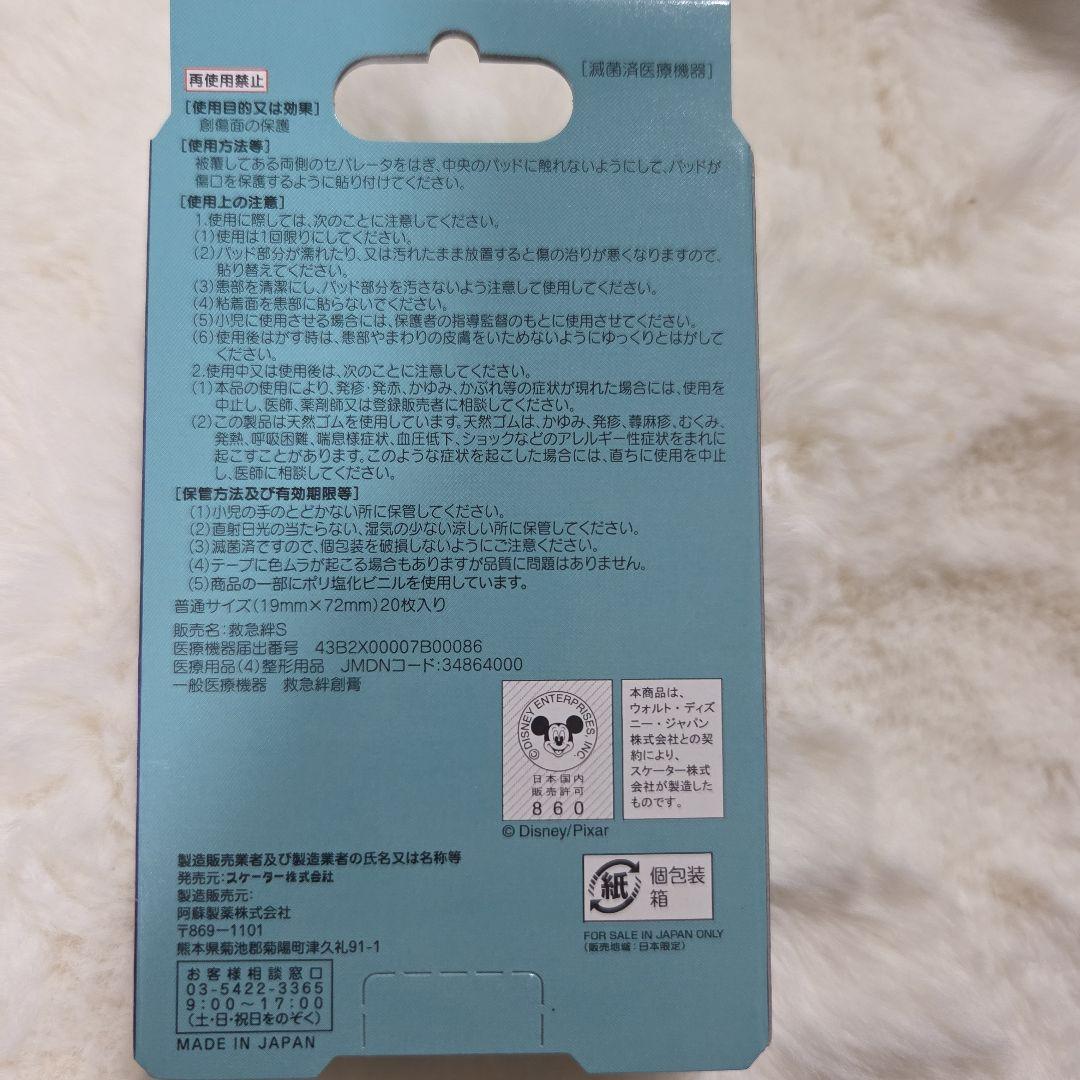 再使用禁止
[滅菌済医療機器]
[使用目的又は効果]
創傷面の保護
[使用方法等]
被覆してある両側のセパレータをはぎ、中央のパッドに触れないようにして、パッドが
傷口を保護するように貼り付けてください。
[使用上の注意]
1.使用に際しては、次のことに注意してください。
(1)使用は1回限りにしてください。
(2)パッド部分が濡れたり、又は汚れたまま放置すると傷の治りが悪くなりますので、
貼り替えてください。
(3)患部を清潔にし、パッド部分を汚さないよう注意して使用してください。
(4)粘着面を患部に貼らないでください。
(5)小児に使用させる場合には、保護者の指導監督のもとに使用させてください。
(6)使用後はがす時は、患部やまわりの皮膚をいためないようにゆっくりとはがして
ください。
2.使用中又は使用後は、次のことに注意してください。
(1)本品の使用により、発疹・発赤、かゆみ、かぶれ等の症状が現れた場合には、使用を
中止し、医師、薬剤師又は登録販売者に相談してください。
(2)この製品は天然ゴムを使用しています。天然ゴムは、かゆみ、発疹、蕁麻疹、むくみ、
発熱、呼吸困難、喘息様症状、血圧低下、ショックなどのアレルギー性症状をまれに
起こすことがあります。このような症状を起こした場合には、直ちに使用を中止
し、医師に相談してください。
[保管方法及び有効期限等]
(1)小児の手のとどかない所に保管してください。
(2)直射日光の当たらない、湿気の少ない涼しい所に保管してください。
(3)滅菌済ですので、個包装を破損しないようにご注意ください。
(4)テープに色ムラが起こる場合もありますが品質に問題はありません。
(5)商品の一部にポリ塩化ビニルを使用しています。
普通サイズ(19mm×72mm)20枚入り
販売名:救急絆S
医療機器届出番号 43B2X00007B00086
医療用品(4)整形用品 JMDNコード:34864000
一般医療機器 救急絆創膏
©DISNEY ENTERPRISES INC.
日本国内
販売許可
860
本商品は、
ウォルト・ディズ
ニー・ジャパン
株式会社との契
約により、
スケーター株式
会社が製造した
ものです。
© Disney/Pixar
製造販売業者及び製造業者の氏名又は名称等
発売元:スケーター株式会社
製造販売元:
阿蘇製薬株式会社
〒869-1101
熊本県菊池郡菊陽町津久礼91-1
紙
個包装
箱
FOR SALE IN JAPAN ONLY
(販売地域:日本限定)
お客様相談窓口
03-5422-3365
9:00～17:00
(土・日・祝日をのぞく)
MADE IN JAPAN